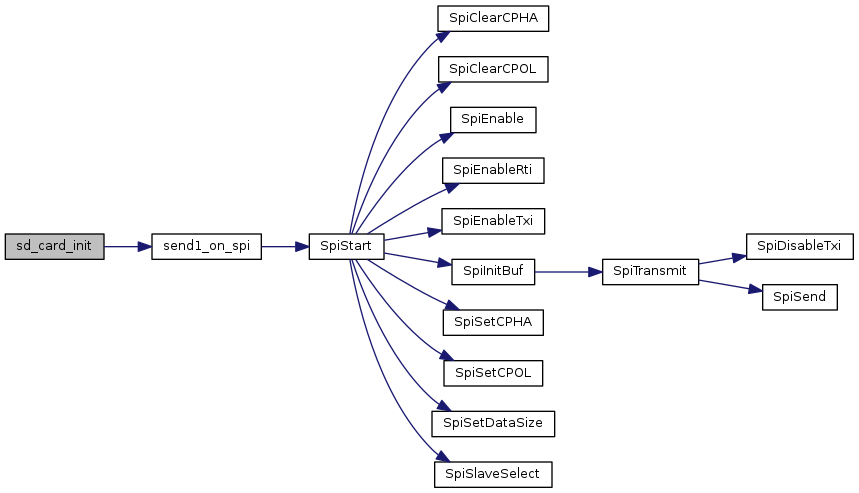 sd_card_init
send1_on_spi
SpiStart
SpiClearCPHA
SpiClearCPOL
SpiEnable
SpiEnableRti
SpiEnableTxi
SpiInitBuf
SpiSetCPHA
SpiSetCPOL
SpiSetDataSize
SpiSlaveSelect
SpiTransmit
SpiDisableTxi
SpiSend